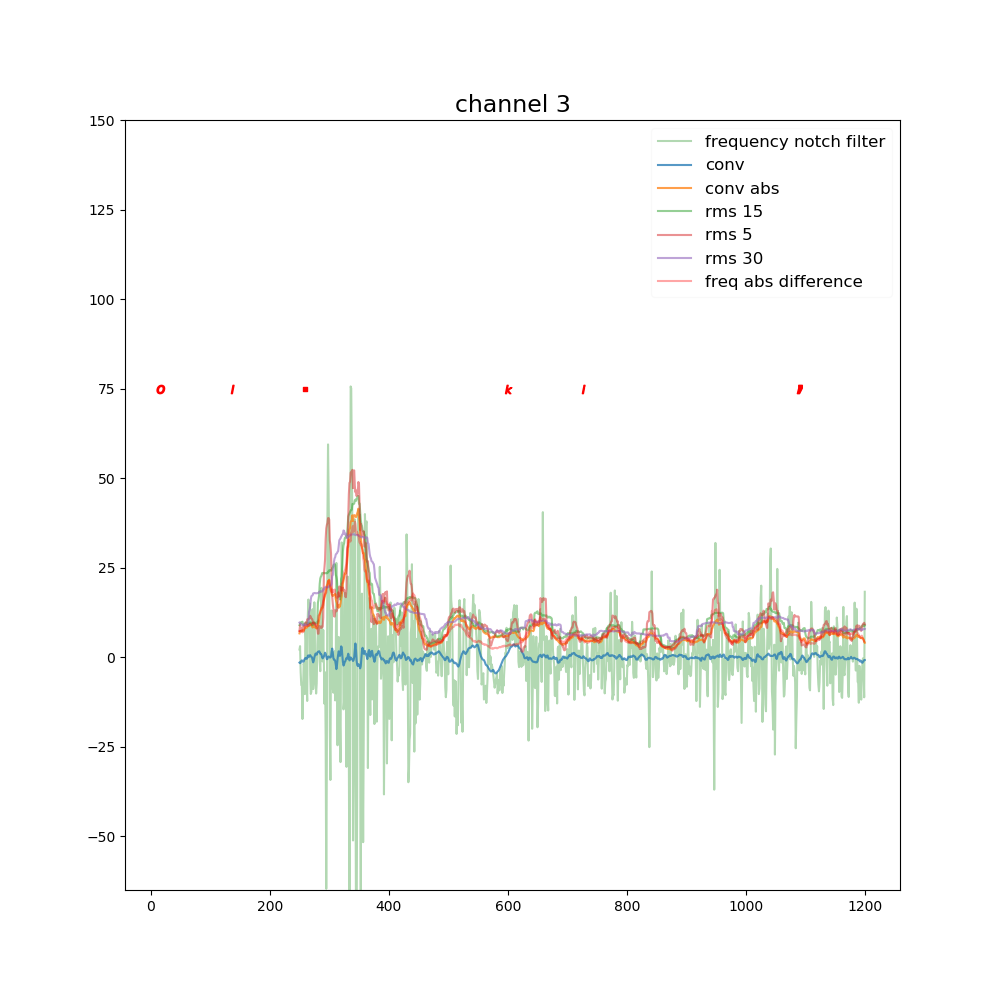 channel 3
150
125
100
75
50
25
0
−25
−50
0 200 400 600 800 1000 1200
frequency notch filter
conv
conv abs
rms 15
rms 5
rms 30
freq abs difference
o l k l